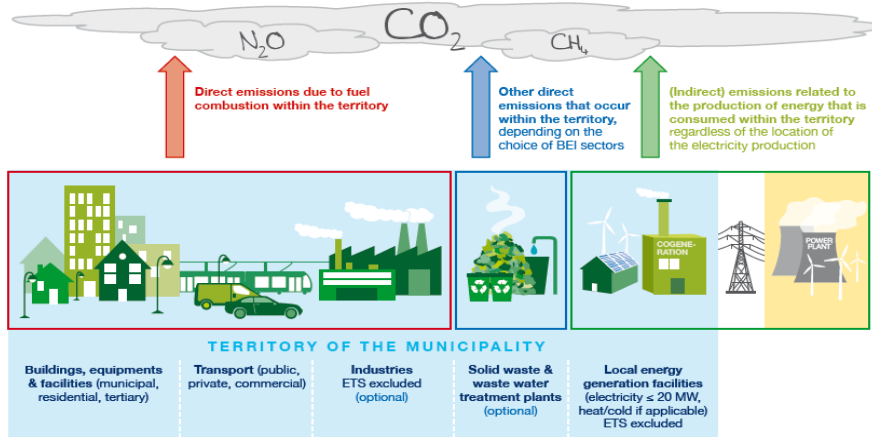 CO₂
N₂O
CH₄
Direct emissions due to fuel
combustion within the territory
Other direct
emissions that occur
within the territory,
depending on the
choice of BEI sectors
(Indirect) emissions related to
the production of energy that is
consumed within the territory
regardless of the location of
the electricity production
COGENE-
RATION
POWER
PLANT
TERRITORY OF THE MUNICIPALITY
Buildings, equipments
& facilities (municipal,
residential, tertiary)
Transport (public,
private, commercial)
Industries
ETS excluded
(optional)
Solid waste &
waste water
treatment plants
(optional)
Local energy
generation facilities
(electricity ≤ 20 MW,
heat/cold if applicable)
ETS excluded